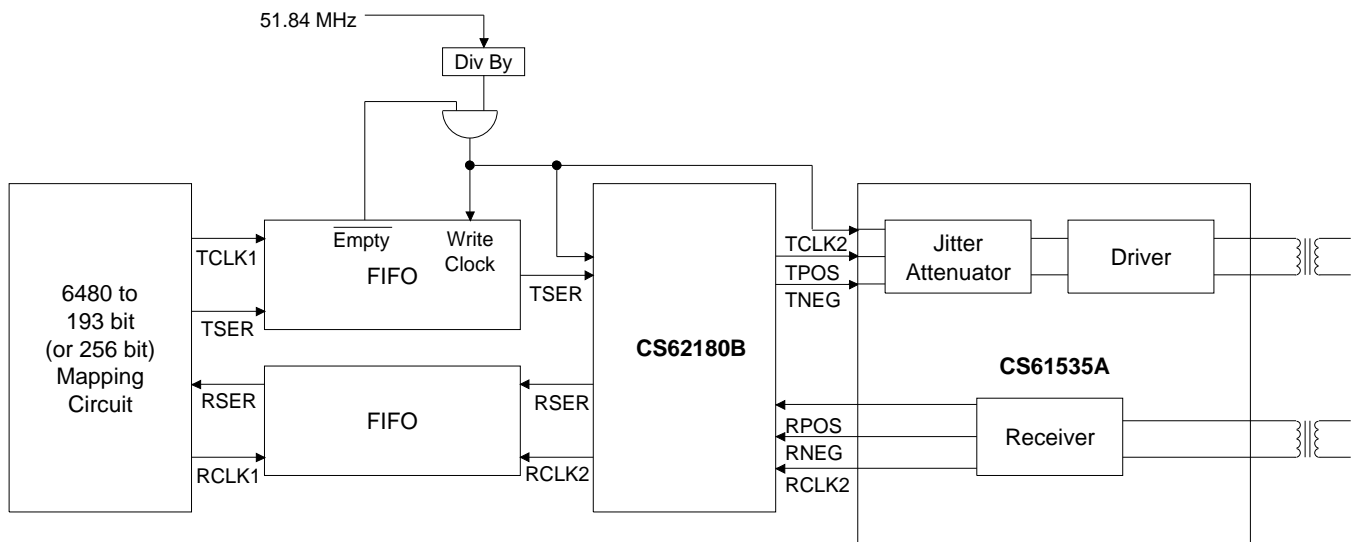 51.84 MHz
Div By
Empty
Write
Clock
FIFO
TCLK1
TSER
TSER
6480 to
193 bit
(or 256 bit)
Mapping
Circuit
RSER
RCLK1
FIFO
RSER
RCLK2
CS62180B
TCLK2
TPOS
TNEG
Jitter
Attenuator
Driver
CS61535A
RPOS
RNEG
RCLK2
Receiver